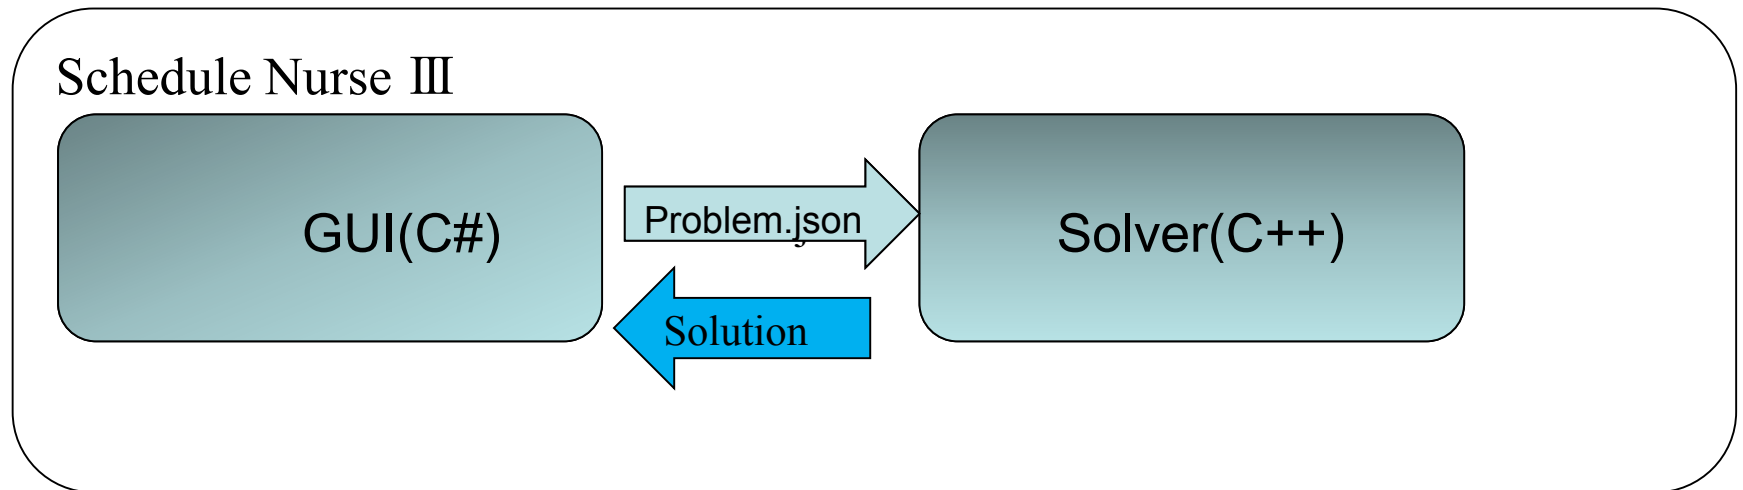 Schedule Nurse Ⅲ
GUI(C#)
Problem.json
Solver(C++)
Solution